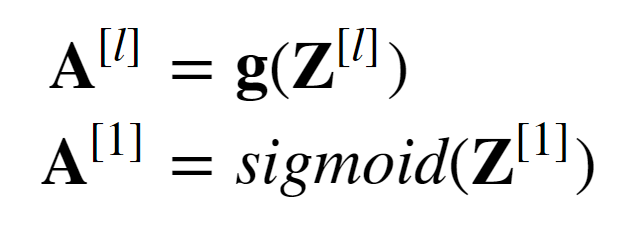 A^[l] = g(Z^[l])
A^[1] = sigmoid(Z^[1])